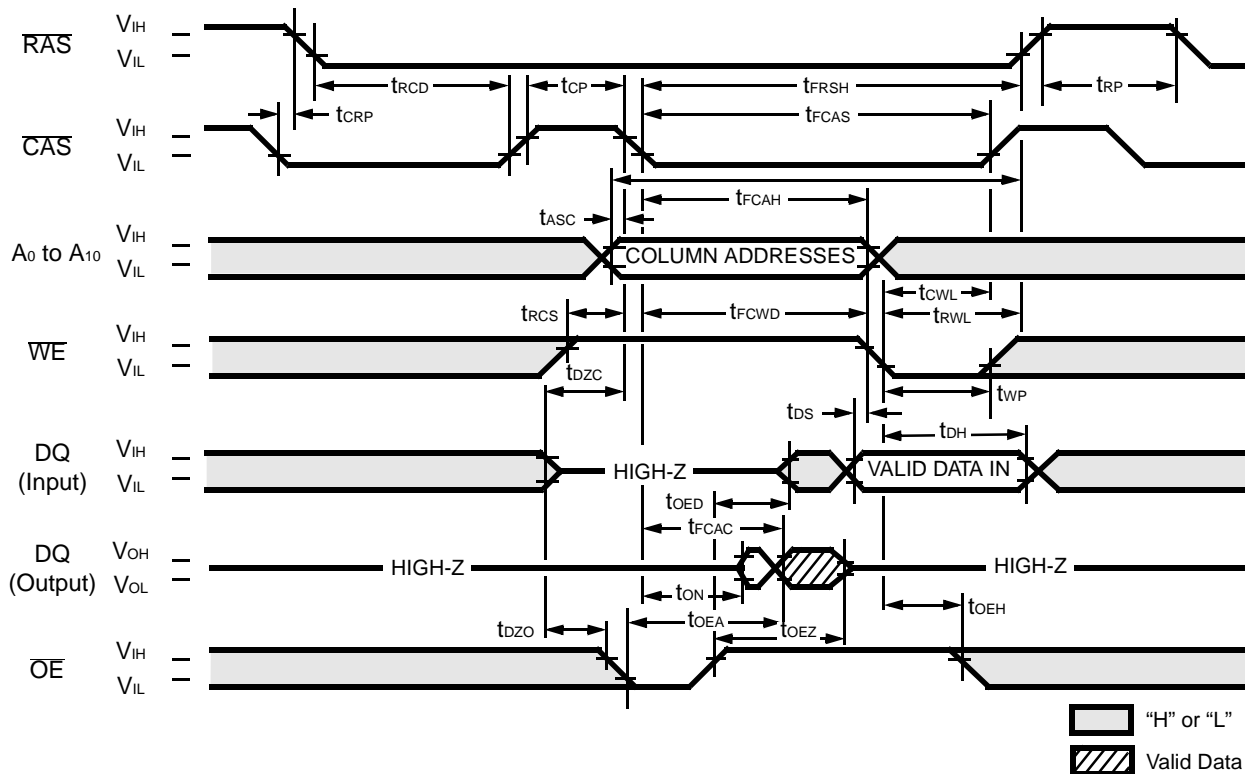 RAS
VIH
VIL
tRCD
tCP
tFRSH
tRP
tCRP
tFCAS
CAS
VIH
VIL
tFCAH
tASC
A0 to A10
VIH
VIL
COLUMN ADDRESSES
tCWL
tRCS
tFCWD
tRWL
WE
VIH
VIL
tDZC
tWP
tDS
tDH
DQ
(Input)
VIH
VIL
HIGH-Z
VALID DATA IN
tOED
tFCAC
DQ
(Output)
VOH
VOL
HIGH-Z
HIGH-Z
tON
tOEH
tOEA
tOEZ
tDZO
OE
VIH
VIL
“H” or “L”
Valid Data